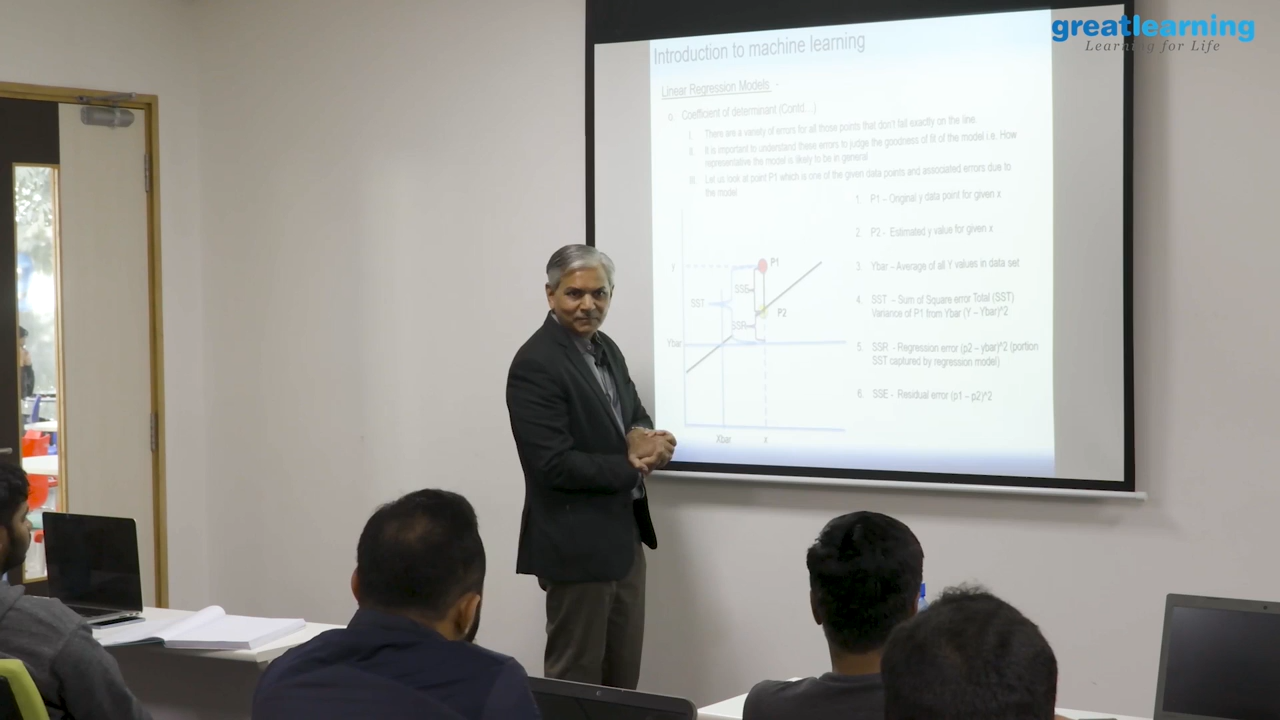 greatlearning
Learning for Life
Introduction to machine learning
Linear Regression Models -
c. Coefficient of determinant (Contd...)
i. There are a variety of errors for all those points that don't fall exactly on the line
ii. It is important to understand these errors to judge the goodness of fit of the model i.e. How
representative the model is likely to be in general
iii. Let us look at point P1 which is one of the given data points and associated errors due to
the model
1. P1 – Original y data point for given x
2. P2 - Estimated y value for given x
3. Ybar – Average of all Y values in data set
4. SST – Sum of Square error Total (SST)
Variance of P1 from Ybar (Y – Ybar)^2
5. SSR - Regression error (p2 – ybar)^2 (portion
SST captured by regression model)
6. SSE - Residual error (p1 – p2)^2
Y
P1
SSE
SST
P2
SSR
Ybar
Xbar
x